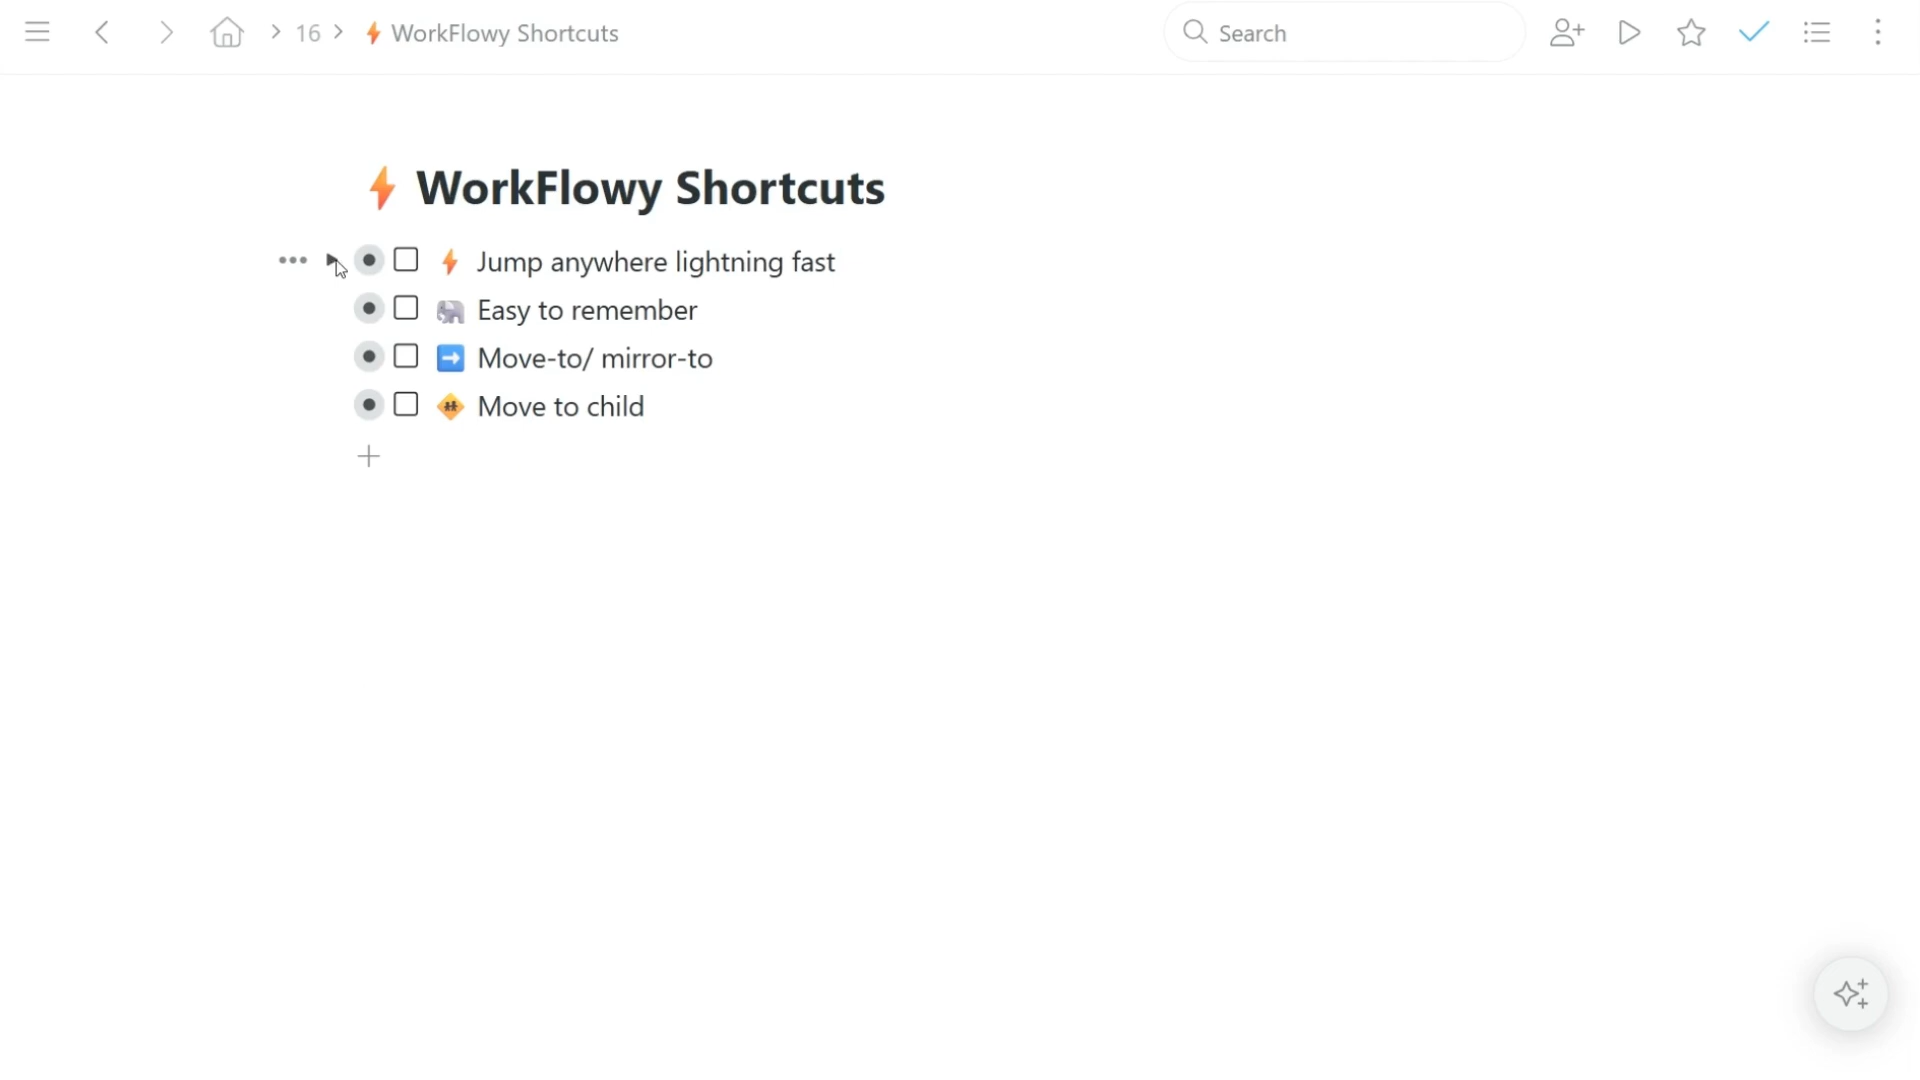 16 ⚡ WorkFlowy Shortcuts
Search
⚡ WorkFlowy Shortcuts
⚡ Jump anywhere lightning fast
🐘 Easy to remember
➡️ Move-to/ mirror-to
🚸 Move to child